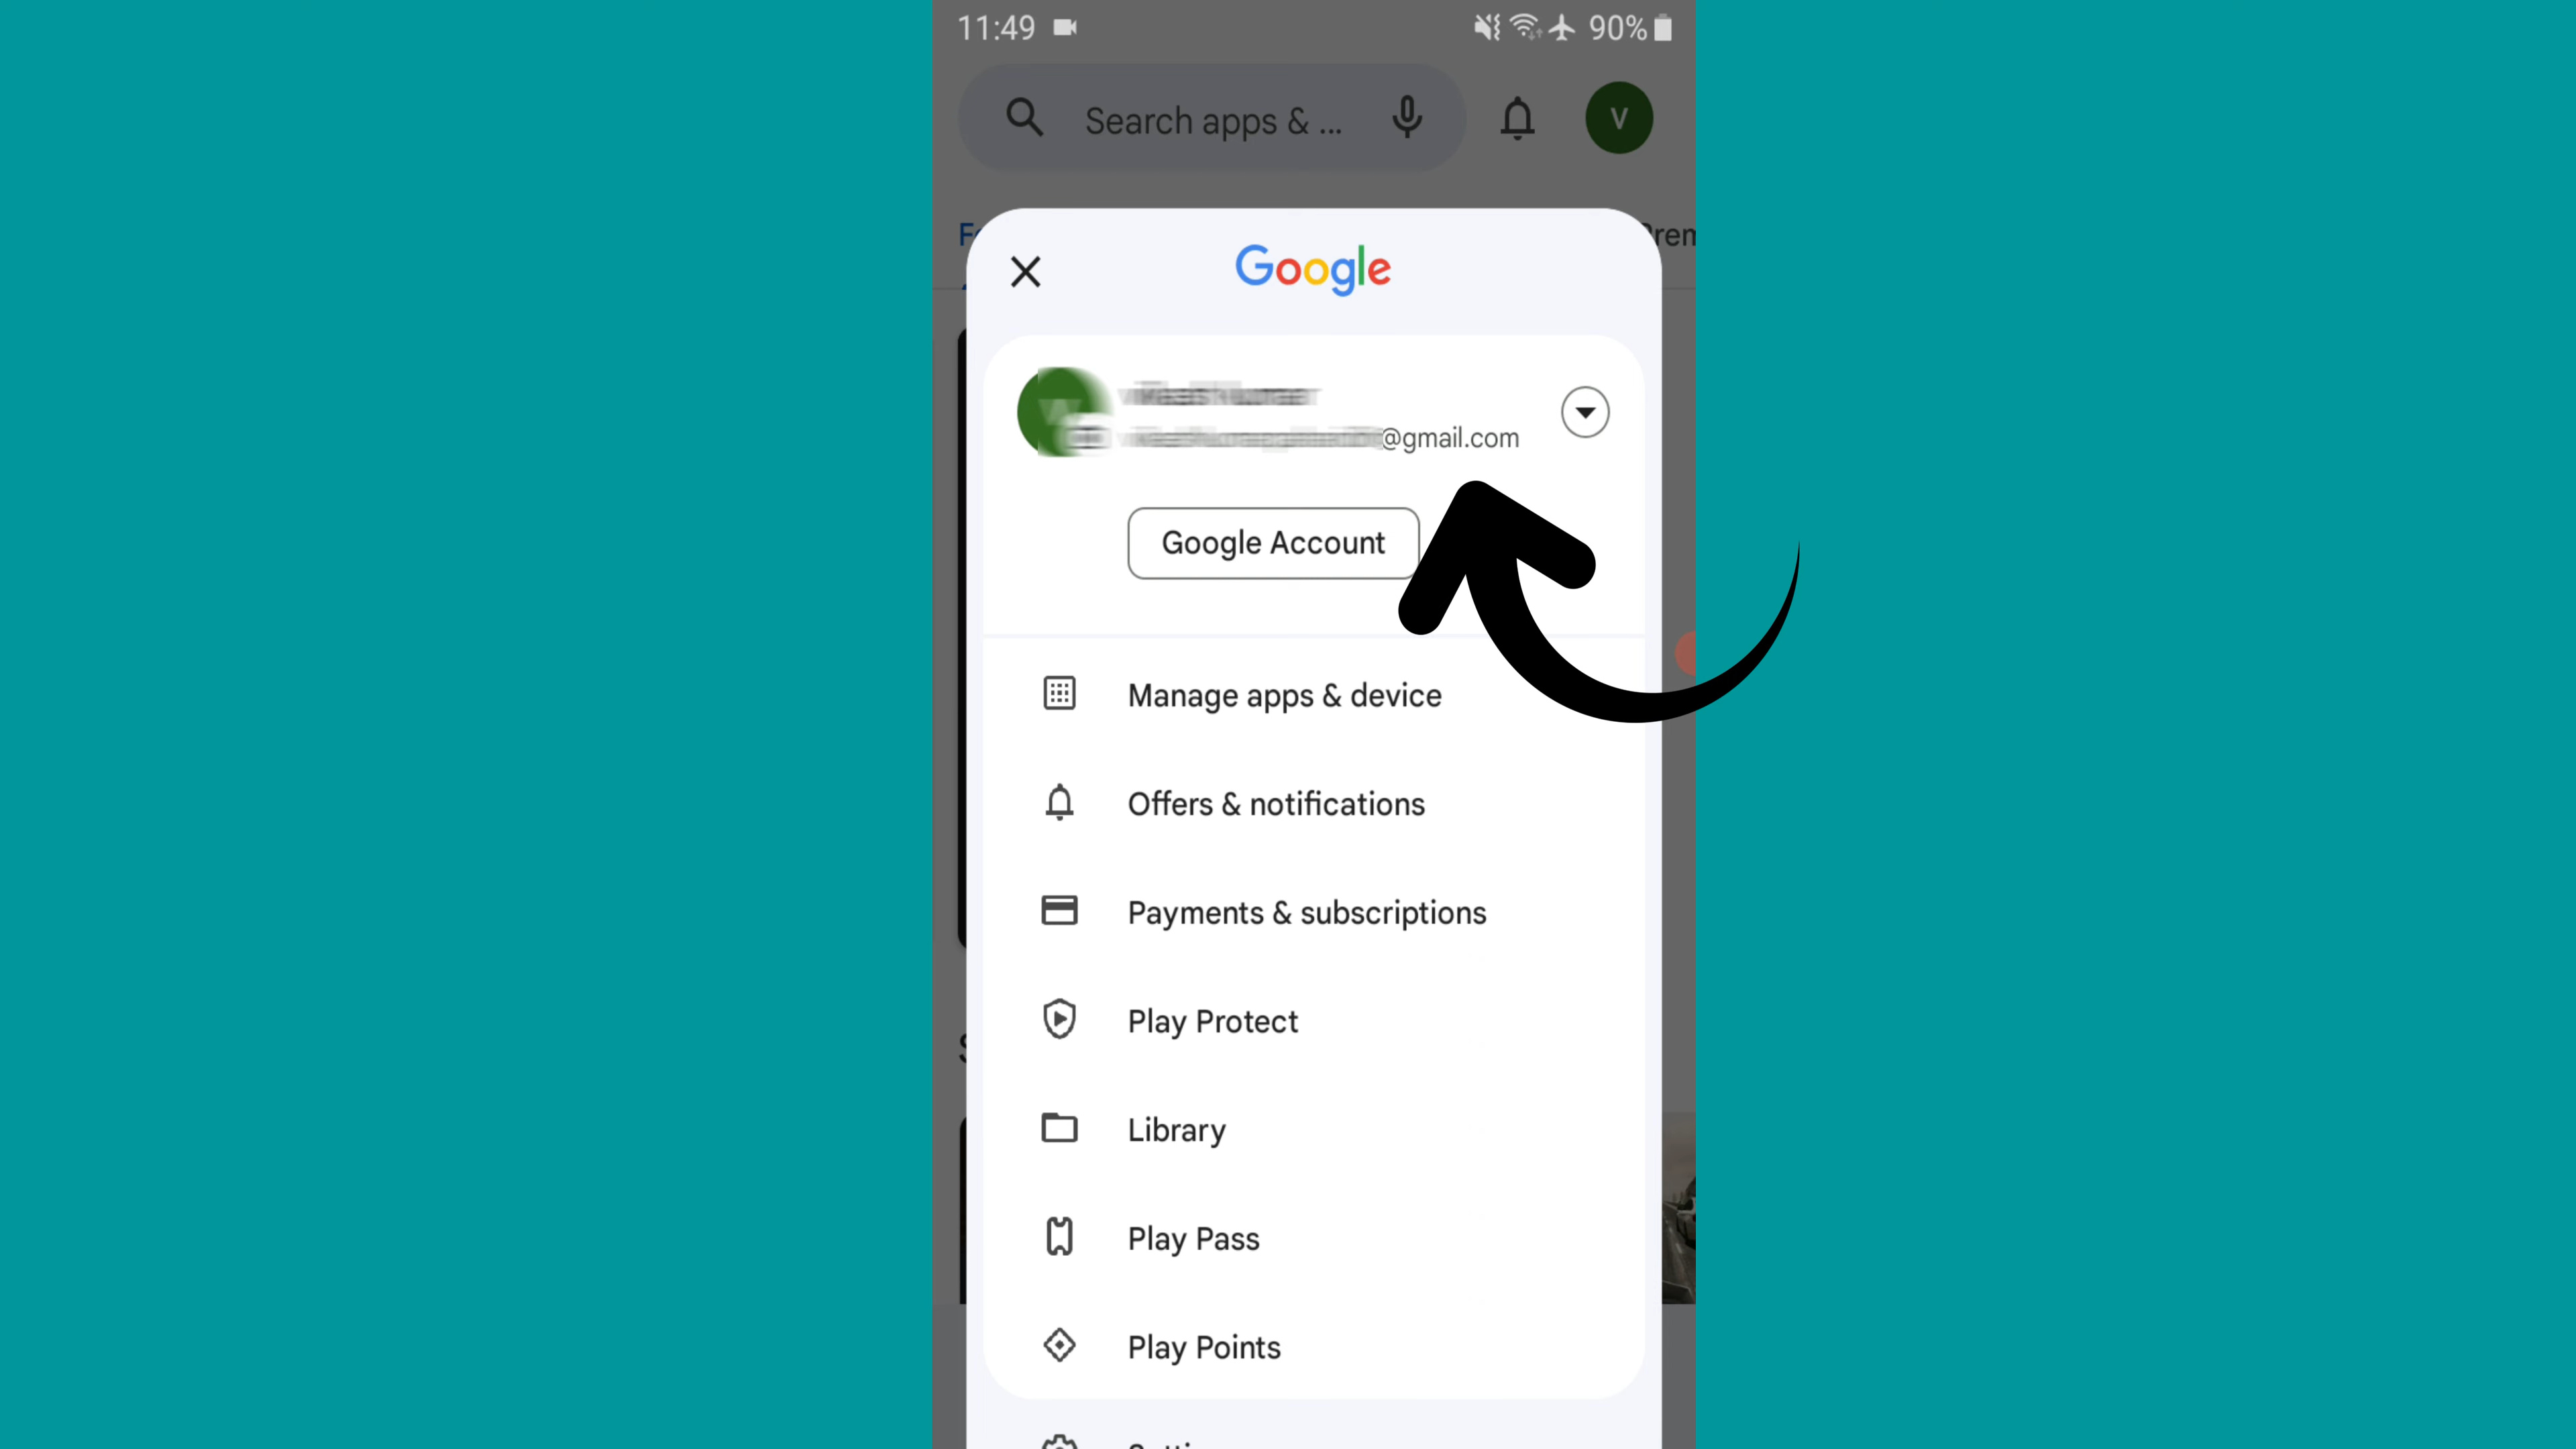 11:49 90%
Search apps & ...
V
Google
@gmail.com
Google Account
Manage apps & device
Offers & notifications
Payments & subscriptions
Play Protect
Library
Play Pass
Play Points